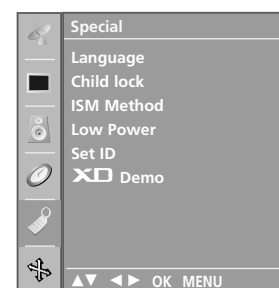 Special
Language
Child lock
ISM Method
Low Power
Set ID
XD Demo
▲▼ ◄► OK MENU